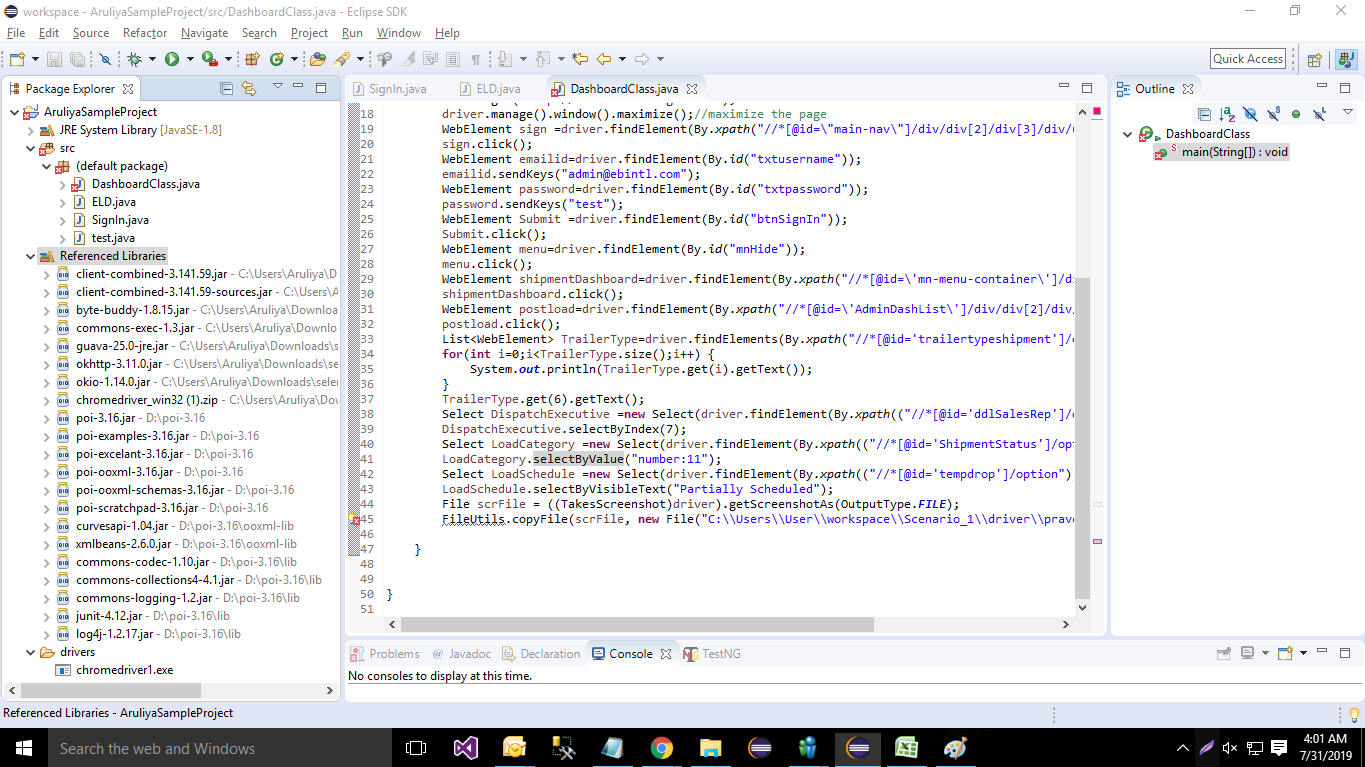 workspace - AruliyaSampleProject/src/DashboardClass.java - Eclipse SDK
File Edit Source Refactor Navigate Search Project Run Window Help
Quick Access
Package Explorer
AruliyaSampleProject
JRE System Library [JavaSE-1.8]
src
(default package)
DashboardClass.java
ELD.java
SignIn.java
test.java
Referenced Libraries
client-combined-3.141.59.jar - C:\Users\Aruliya\D
client-combined-3.141.59-sources.jar - C:\Users\A
byte-buddy-1.8.15.jar - C:\Users\Aruliya\Downloa
commons-exec-1.3.jar - C:\Users\Aruliya\Downlo
guava-25.0-jre.jar - C:\Users\Aruliya\Downloads\s
okhttp-3.11.0.jar - C:\Users\Aruliya\Downloads\se
okio-1.14.0.jar - C:\Users\Aruliya\Downloads\seler
chromedriver_win32 (1).zip - C:\Users\Aruliya\Dov
poi-3.16.jar - D:\poi-3.16
poi-examples-3.16.jar - D:\poi-3.16
poi-excelant-3.16.jar - D:\poi-3.16
poi-ooxml-3.16.jar - D:\poi-3.16
poi-ooxml-schemas-3.16.jar - D:\poi-3.16
poi-scratchpad-3.16.jar - D:\poi-3.16
curvesapi-1.04.jar - D:\poi-3.16\ooxml-lib
xmlbeans-2.6.0.jar - D:\poi-3.16\ooxml-lib
commons-codec-1.10.jar - D:\poi-3.16\lib
commons-collections4-4.1.jar - D:\poi-3.16\lib
commons-logging-1.2.jar - D:\poi-3.16\lib
junit-4.12.jar - D:\poi-3.16\lib
log4j-1.2.17.jar - D:\poi-3.16\lib
drivers
chromedriver1.exe
SignIn.java ELD.java DashboardClass.java
18 driver.manage().window().maximize();//maximize the page
19 WebElement sign =driver.findElement(By.xpath("//*[@id=\"main-nav\"]/div/div[2]/div[3]/div/u
20 sign.click();
21 WebElement emailid=driver.findElement(By.id("txtusername"));
22 emailid.sendKeys("admin@ebintl.com");
23 WebElement password=driver.findElement(By.id("txtpassword"));
24 password.sendKeys("test");
25 WebElement Submit =driver.findElement(By.id("btnSignIn"));
26 Submit.click();
27 WebElement menu=driver.findElement(By.id("mnHide"));
28 menu.click();
29 WebElement shipmentDashboard=driver.findElement(By.xpath("//*[@id=\'mn-menu-container\']/di
30 shipmentDashboard.click();
31 WebElement postload=driver.findElement(By.xpath("//*[@id=\'AdminDashList\']/div/div[2]/div/
32 postload.click();
33 List<WebElement> TrailerType=driver.findElements(By.xpath("//*[@id='trailertypeshipment']/o
34 for(int i=0;i<TrailerType.size();i++) {
35 System.out.println(TrailerType.get(i).getText());
36 }
37 TrailerType.get(6).getText();
38 Select DispatchExecutive =new Select(driver.findElement(By.xpath(("//*[@id='ddlSalesRep']/o
39 DispatchExecutive.selectByIndex(7);
40 Select LoadCategory =new Select(driver.findElement(By.xpath(("//*[@id='ShipmentStatus']/opt
41 LoadCategory.selectByValue("number:11");
42 Select LoadSchedule =new Select(driver.findElement(By.xpath(("//*[@id='tempdrop']/option")
43 LoadSchedule.selectByVisibleText("Partially Scheduled");
44 File scrFile = ((TakesScreenshot)driver).getScreenshotAs(OutputType.FILE);
45 FileUtils.copyFile(scrFile, new File("C:\\Users\\User\\workspace\\Scenario_1\\driver\\prave
46
47 }
48
49
50 }
51
Outline
DashboardClass
main(String[]) : void
Problems @ Javadoc Declaration Console TestNG
No consoles to display at this time.
Referenced Libraries - AruliyaSampleProject
Search the web and Windows
4:01 AM
7/31/2019